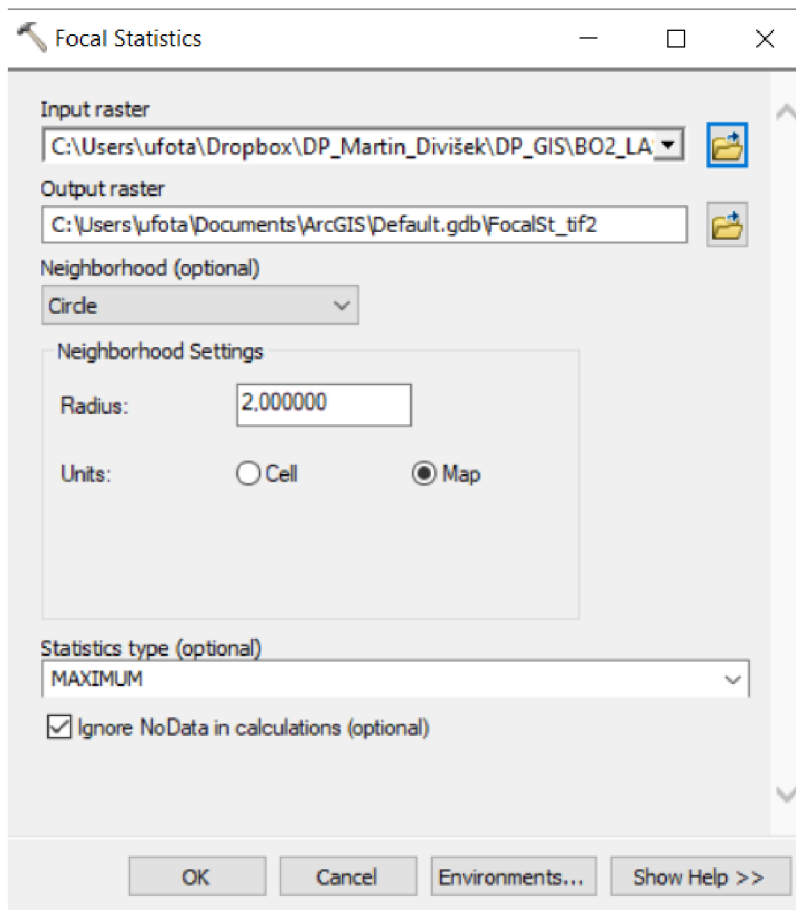 Focal Statistics
Input raster
C:\Users\ufota\Dropbox\DP_Martin_Divišek\DP_GIS\BO2_LA
Output raster
C:\Users\ufota\Documents\ArcGIS\Default.gdb\FocalSt_tif2
Neighborhood (optional)
Circle
Neighborhood Settings
Radius: 2,000000
Units: Cell Map
Statistics type (optional)
MAXIMUM
Ignore NoData in calculations (optional)
OK Cancel Environments... Show Help >>